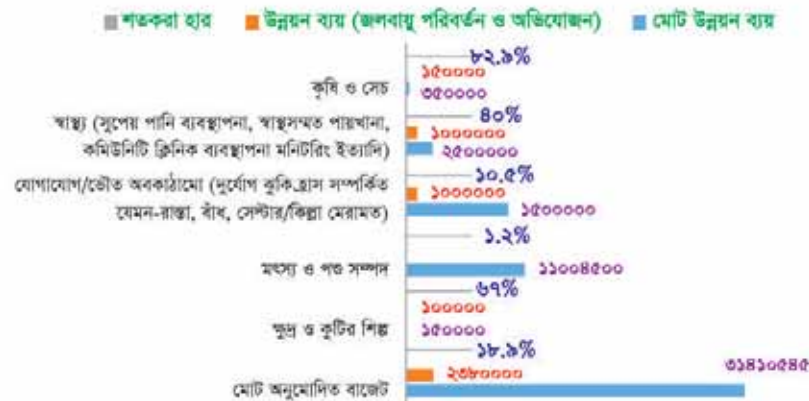 শতকরা হার উন্নয়ন ব্যয় (জলবায়ু পরিবর্তন ও অভিযোজন) মোট উন্নয়ন ব্যয়
৮২.৯%
১৫০০০০
কৃষি ও সেচ ৩৫০০০০
স্বাস্থ্য (সুপেয় পানি ব্যবস্থাপনা, স্বাস্থসম্মত পায়খানা, ৪০%
১০০০০০০
কমিউনিটি ক্লিনিক ব্যবস্থাপনা মনিটরিং ইত্যাদি) ২৫০০০০০
যোগাযোগ/ভৌত অবকাঠামো (দুর্যোগ ঝুকি হ্রাস সম্পর্কিত ১০.৫%
১০০০০০০
যেমন-রাস্তা, বাঁধ, সেল্টার/কিল্লা মেরামত) ১৫০০০০০
১.২%
মৎস্য ও পশু সম্পদ ১১০০৪৫০০
৬৭%
১০০০০০
ক্ষুদ্র ও কুটির শিল্প ১৫০০০০
১৮.৯%
৩১৪১০৫৪৫
২৩৮০০০০
মোট অনুমোদিত বাজেট